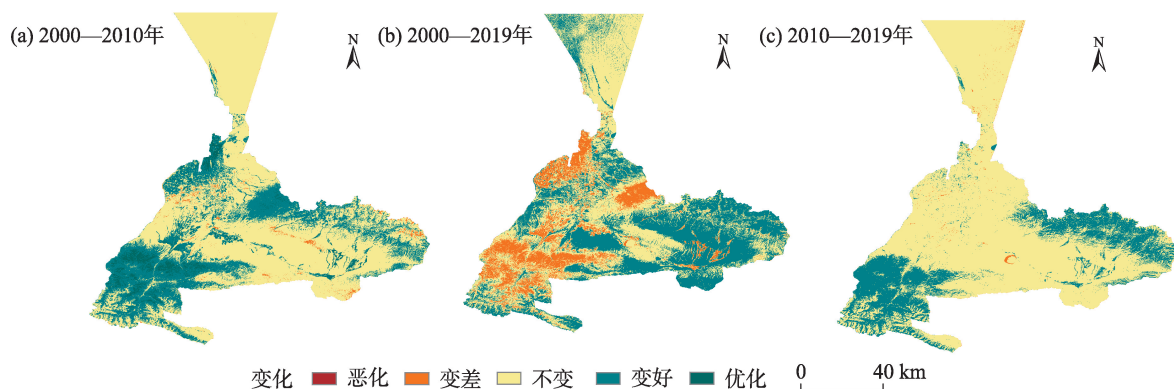 (a) 2000—2010年
N
(b) 2000—2019年
N
(c) 2010—2019年
N
变化 恶化 变差 不变 变好 优化
0 40 km